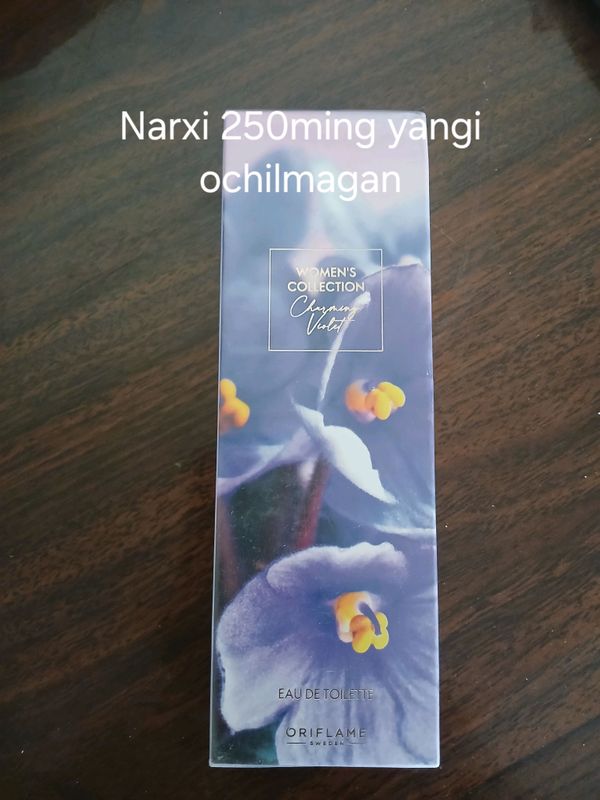 Narxi 250ming yangi
ochilmagan
WOMEN'S
COLLECTION
Charming
Violet
EAU DE TOILETTE
ORIFLAME
SWEDEN